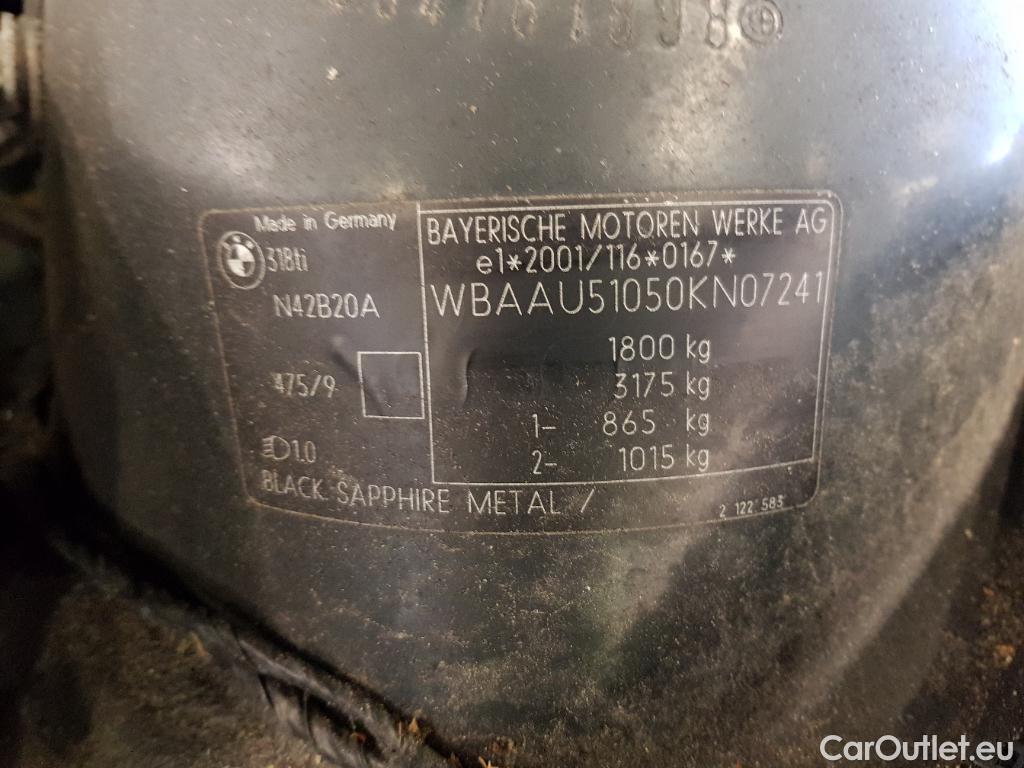 Made in Germany
318ti
N42B20A
475/9
1.0
BLACK SAPPHIRE METAL /
BAYERISCHE MOTOREN WERKE AG
e1*2001/116*0167*
WBAAU51050KN07241
1800 kg
3175 kg
1- 865 kg
2- 1015 kg
2 122 583
CarOutlet.eu